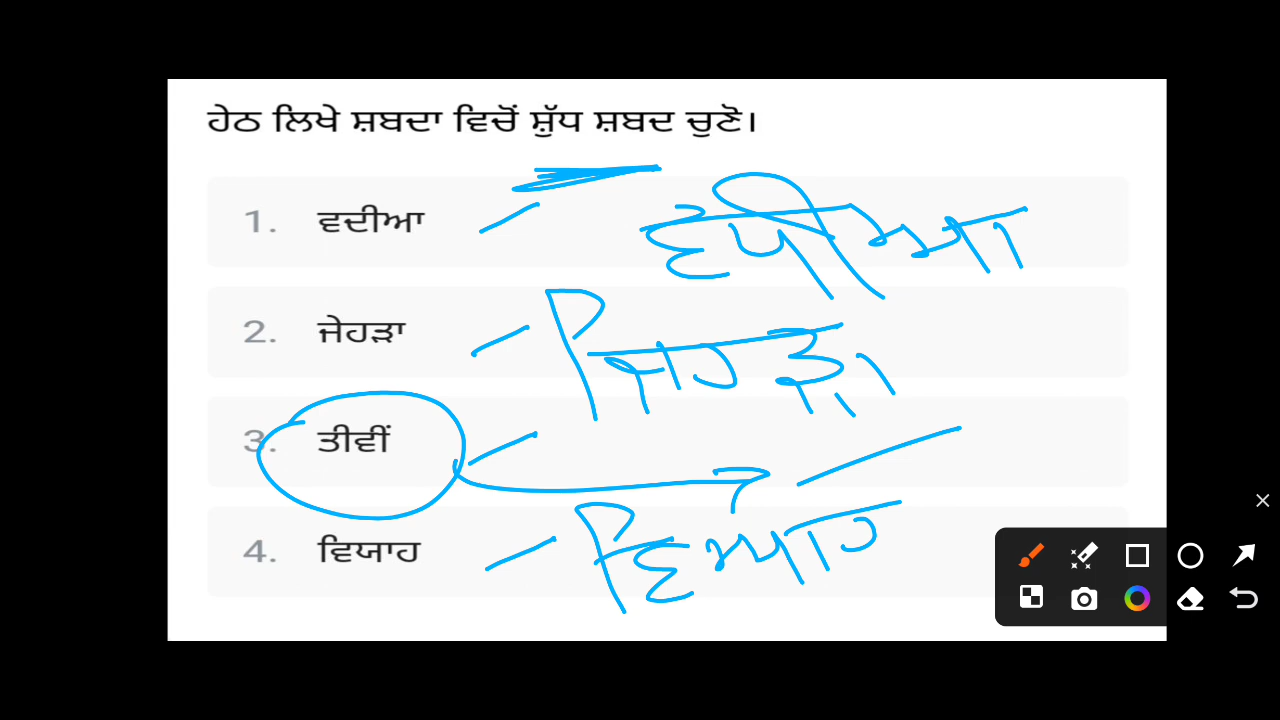 ਹੇਠ ਲਿਖੇ ਸ਼ਬਦਾ ਵਿਚੋਂ ਸ਼ੁੱਧ ਸ਼ਬਦ ਚੁਣੋ।
1. ਵਦੀਆ
ਵਧੀਆ
2. ਜੇਹੜਾ
ਜਿਹੜਾ
3. ਤੀਵੀਂ
4. ਵਿਯਾਹ
ਵਿਆਹ